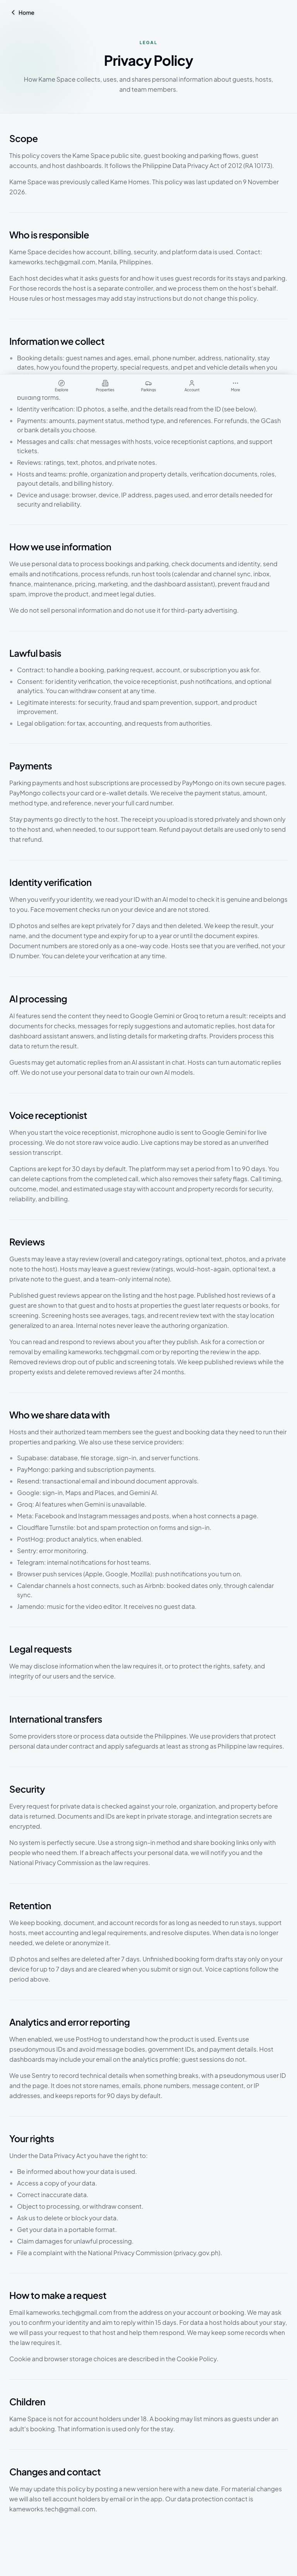 Home
LEGAL
Privacy Policy
How Kame Space collects, uses, and shares personal information about guests, hosts,
and team members.
Scope
This policy covers the Kame Space public site, guest booking and parking flows, guest
accounts, and host dashboards. It follows the Philippine Data Privacy Act of 2012 (RA 10173).
Kame Space was previously called Kame Homes. This policy was last updated on 9 November
2026.
Who is responsible
Kame Space decides how account, billing, security, and platform data is used. Contact:
kameworks.tech@gmail.com, Manila, Philippines.
Each host decides what it asks guests for and how it uses guest records for its stays and parking.
For those records the host is a separate controller, and we process them on the host's behalf.
House rules or host messages may add stay instructions but do not change this policy.
Information we collect
Booking details: guest names and ages, email, phone number, address, nationality, stay
dates, how you found the property, special requests, and pet and vehicle details when you
Explore
Properties
Parkings
Account
More
building forms.
Identity verification: ID photos, a selfie, and the details read from the ID (see below).
Payments: amounts, payment status, method type, and references. For refunds, the GCash
or bank details you choose.
Messages and calls: chat messages with hosts, voice receptionist captions, and support
tickets.
Reviews: ratings, text, photos, and private notes.
Hosts and teams: profile, organization and property details, verification documents, roles,
payout details, and billing history.
Device and usage: browser, device, IP address, pages used, and error details needed for
security and reliability.
How we use information
We use personal data to process bookings and parking, check documents and identity, send
emails and notifications, process refunds, run host tools (calendar and channel sync, inbox,
finance, maintenance, pricing, marketing, and the dashboard assistant), prevent fraud and
spam, improve the product, and meet legal duties.
We do not sell personal information and do not use it for third-party advertising.
Lawful basis
Contract: to handle a booking, parking request, account, or subscription you ask for.
Consent: for identity verification, the voice receptionist, push notifications, and optional
analytics. You can withdraw consent at any time.
Legitimate interests: for security, fraud and spam prevention, support, and product
improvement.
Legal obligation: for tax, accounting, and requests from authorities.
Payments
Parking payments and host subscriptions are processed by PayMongo on its own secure pages.
PayMongo collects your card or e-wallet details. We receive the payment status, amount,
method type, and reference, never your full card number.
Stay payments go directly to the host. The receipt you upload is stored privately and shown only
to the host and, when needed, to our support team. Refund payout details are used only to send
that refund.
Identity verification
When you verify your identity, we read your ID with an AI model to check it is genuine and belongs
to you. Face movement checks run on your device and are not stored.
ID photos and selfies are kept privately for 7 days and then deleted. We keep the result, your
name, and the document type and expiry for up to a year or until the document expires.
Document numbers are stored only as a one-way code. Hosts see that you are verified, not your
ID number. You can delete your verification at any time.
AI processing
AI features send the content they need to Google Gemini or Groq to return a result: receipts and
documents for checks, messages for reply suggestions and automatic replies, host data for
dashboard assistant answers, and listing details for marketing drafts. Providers process this
data to return the result.
Guests may get automatic replies from an AI assistant in chat. Hosts can turn automatic replies
off. We do not use your personal data to train our own AI models.
Voice receptionist
When you start the voice receptionist, microphone audio is sent to Google Gemini for live
processing. We do not store raw voice audio. Live captions may be stored as an unverified
session transcript.
Captions are kept for 30 days by default. The platform may set a period from 1 to 90 days. You
can delete captions from the completed call, which also removes their safety flags. Call timing,
outcome, model, and estimated usage stay with account and property records for security,
reliability, and billing.
Reviews
Guests may leave a stay review (overall and category ratings, optional text, photos, and a private
note to the host). Hosts may leave a guest review (ratings, would-host-again, optional text, a
private note to the guest, and a team-only internal note).
Published guest reviews appear on the listing and the host page. Published host reviews of a
guest are shown to that guest and to hosts at properties the guest later requests or books, for
screening. Screening hosts see averages, tags, and recent review text with the stay location
generalized to an area. Internal notes never leave the authoring organization.
You can read and respond to reviews about you after they publish. Ask for a correction or
removal by emailing kameworks.tech@gmail.com or by reporting the review in the app.
Removed reviews drop out of public and screening totals. We keep published reviews while the
property exists and delete removed reviews after 24 months.
Who we share data with
Hosts and their authorized team members see the guest and booking data they need to run their
properties and parking. We also use these service providers:
Supabase: database, file storage, sign-in, and server functions.
PayMongo: parking and subscription payments.
Resend: transactional email and inbound document approvals.
Google: sign-in, Maps and Places, and Gemini AI.
Groq: AI features when Gemini is unavailable.
Meta: Facebook and Instagram messages and posts, when a host connects a page.
Cloudflare Turnstile: bot and spam protection on forms and sign-in.
PostHog: product analytics, when enabled.
Sentry: error monitoring.
Telegram: internal notifications for host teams.
Browser push services (Apple, Google, Mozilla): push notifications you turn on.
Calendar channels a host connects, such as Airbnb: booked dates only, through calendar
sync.
Jamendo: music for the video editor. It receives no guest data.
Legal requests
We may disclose information when the law requires it, or to protect the rights, safety, and
integrity of our users and the service.
International transfers
Some providers store or process data outside the Philippines. We use providers that protect
personal data under contract and apply safeguards at least as strong as Philippine law requires.
Security
Every request for private data is checked against your role, organization, and property before
data is returned. Documents and IDs are kept in private storage, and integration secrets are
encrypted.
No system is perfectly secure. Use a strong sign-in method and share booking links only with
people who need them. If a breach affects your personal data, we will notify you and the
National Privacy Commission as the law requires.
Retention
We keep booking, document, and account records for as long as needed to run stays, support
hosts, meet accounting and legal requirements, and resolve disputes. When data is no longer
needed, we delete or anonymize it.
ID photos and selfies are deleted after 7 days. Unfinished booking form drafts stay only on your
device for up to 7 days and are cleared when you submit or sign out. Voice captions follow the
period above.
Analytics and error reporting
When enabled, we use PostHog to understand how the product is used. Events use
pseudonymous IDs and avoid message bodies, government IDs, and payment details. Host
dashboards may include your email on the analytics profile; guest sessions do not.
We use Sentry to record technical details when something breaks, with a pseudonymous user ID
and the page. It does not store names, emails, phone numbers, message content, or IP
addresses, and keeps reports for 90 days by default.
Your rights
Under the Data Privacy Act you have the right to:
Be informed about how your data is used.
Access a copy of your data.
Correct inaccurate data.
Object to processing, or withdraw consent.
Ask us to delete or block your data.
Get your data in a portable format.
Claim damages for unlawful processing.
File a complaint with the National Privacy Commission (privacy.gov.ph).
How to make a request
Email kameworks.tech@gmail.com from the address on your account or booking. We may ask
you to confirm your identity and aim to reply within 15 days. For data a host holds about your stay,
we will pass your request to that host and help them respond. We may keep some records when
the law requires it.
Cookie and browser storage choices are described in the Cookie Policy.
Children
Kame Space is not for account holders under 18. A booking may list minors as guests under an
adult's booking. That information is used only for the stay.
Changes and contact
We may update this policy by posting a new version here with a new date. For material changes
we will also tell account holders by email or in the app. Our data protection contact is
kameworks.tech@gmail.com.